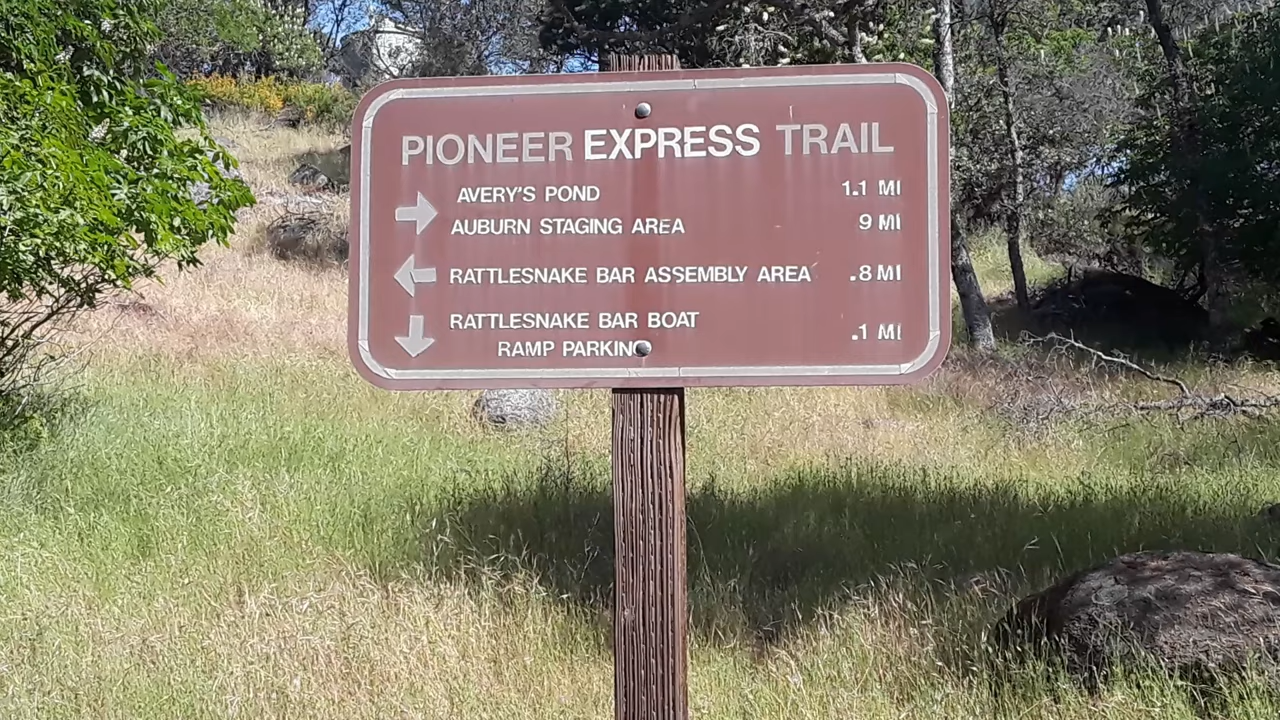 PIONEER EXPRESS TRAIL
AVERY'S POND 1.1 MI
AUBURN STAGING AREA 9 MI
RATTLESNAKE BAR ASSEMBLY AREA .8 MI
RATTLESNAKE BAR BOAT
RAMP PARKING .1 MI